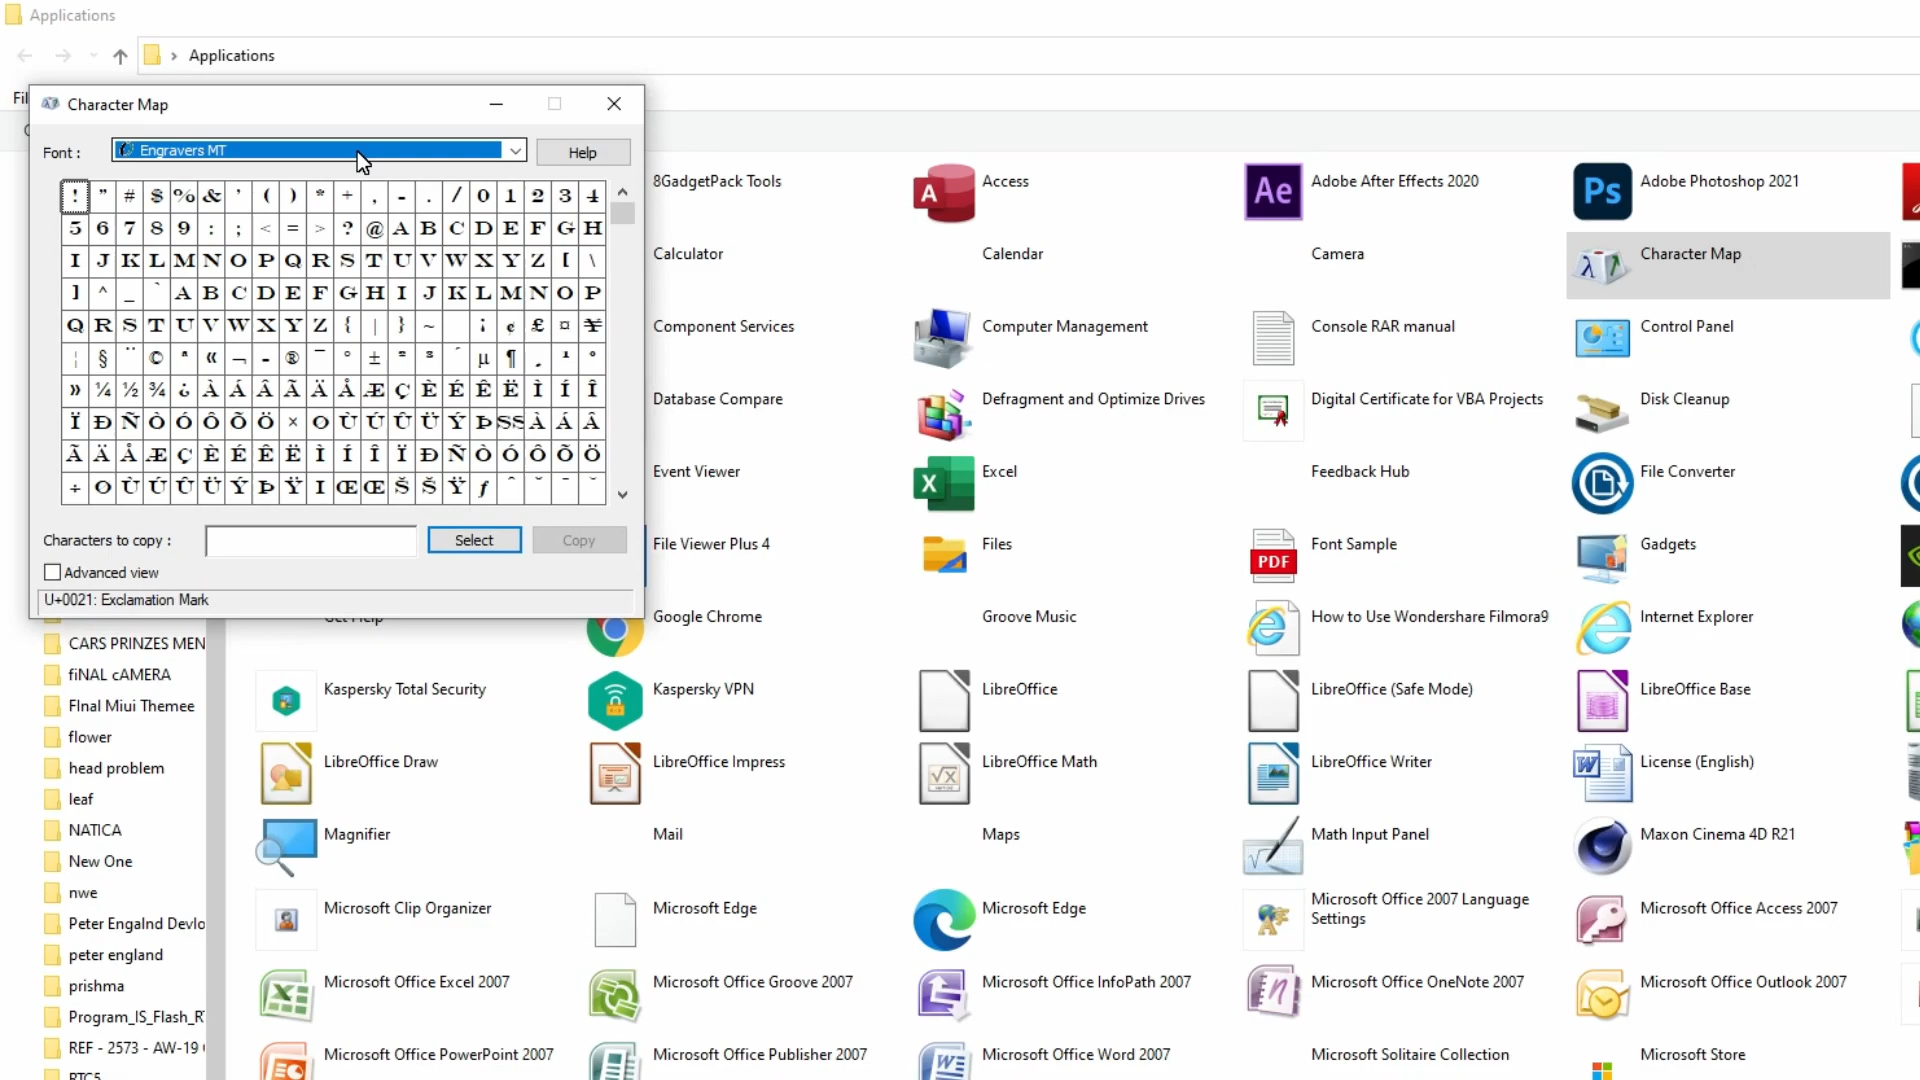 Applications
Applications
Fil
Character Map
Font :
Engravers MT
Help
! " # $ % & ' ( ) * + , - . / 0 1 2 3 4
5 6 7 8 9 : ; < = > ? @ A B C D E F G H
I J K L M N O P Q R S T U V W X Y Z [ \
] ^ _ ` A B C D E F G H I J K L M N O P
Q R S T U V W X Y Z { | } ~ ¡ ¢ £ ¤ ¥
¦ § ¨ © ª « ¬ - ® ¯ ° ± ² ³ ´ µ ¶ ¸ ¹ º
» ¼ ½ ¾ ¿ À Á Â Ã Ä Å Æ Ç È É Ê Ë Ì Í Î
Ï Ð Ñ Ò Ó Ô Õ Ö × O Ù Ú Û Ü Ý Þ SS À Á Â
Ã Ä Å Æ Ç È É Ê Ë Ì Í Î Ï Ð Ñ Ò Ó Ô Õ Ö
÷ O Ù Ú Û Ü Ý Þ Ÿ I Œ Œ Š Š Ÿ ƒ ˆ ˇ ˉ ˘
Characters to copy :
Select
Copy
Advanced view
U+0021: Exclamation Mark
8GadgetPack Tools
Access
Adobe After Effects 2020
Adobe Photoshop 2021
Calculator
Calendar
Camera
Character Map
Component Services
Computer Management
Console RAR manual
Control Panel
Database Compare
Defragment and Optimize Drives
Digital Certificate for VBA Projects
Disk Cleanup
Event Viewer
Excel
Feedback Hub
File Converter
File Viewer Plus 4
Files
Font Sample
Gadgets
Get Help
Google Chrome
Groove Music
How to Use Wondershare Filmora9
Internet Explorer
Kaspersky Total Security
Kaspersky VPN
LibreOffice
LibreOffice (Safe Mode)
LibreOffice Base
LibreOffice Draw
LibreOffice Impress
LibreOffice Math
LibreOffice Writer
License (English)
Magnifier
Mail
Maps
Math Input Panel
Maxon Cinema 4D R21
Microsoft Clip Organizer
Microsoft Edge
Microsoft Edge
Microsoft Office 2007 Language
Settings
Microsoft Office Access 2007
Microsoft Office Excel 2007
Microsoft Office Groove 2007
Microsoft Office InfoPath 2007
Microsoft Office OneNote 2007
Microsoft Office Outlook 2007
Microsoft Office PowerPoint 2007
Microsoft Office Publisher 2007
Microsoft Office Word 2007
Microsoft Solitaire Collection
Microsoft Store
CARS PRINZES MEN
fiNAL cAMERA
FInal Miui Themee
flower
head problem
leaf
NATICA
New One
nwe
Peter Engalnd Devlo
peter england
prishma
Program_IS_Flash_R
REF - 2573 - AW-19
RTC5
Ae
Ps
PDF